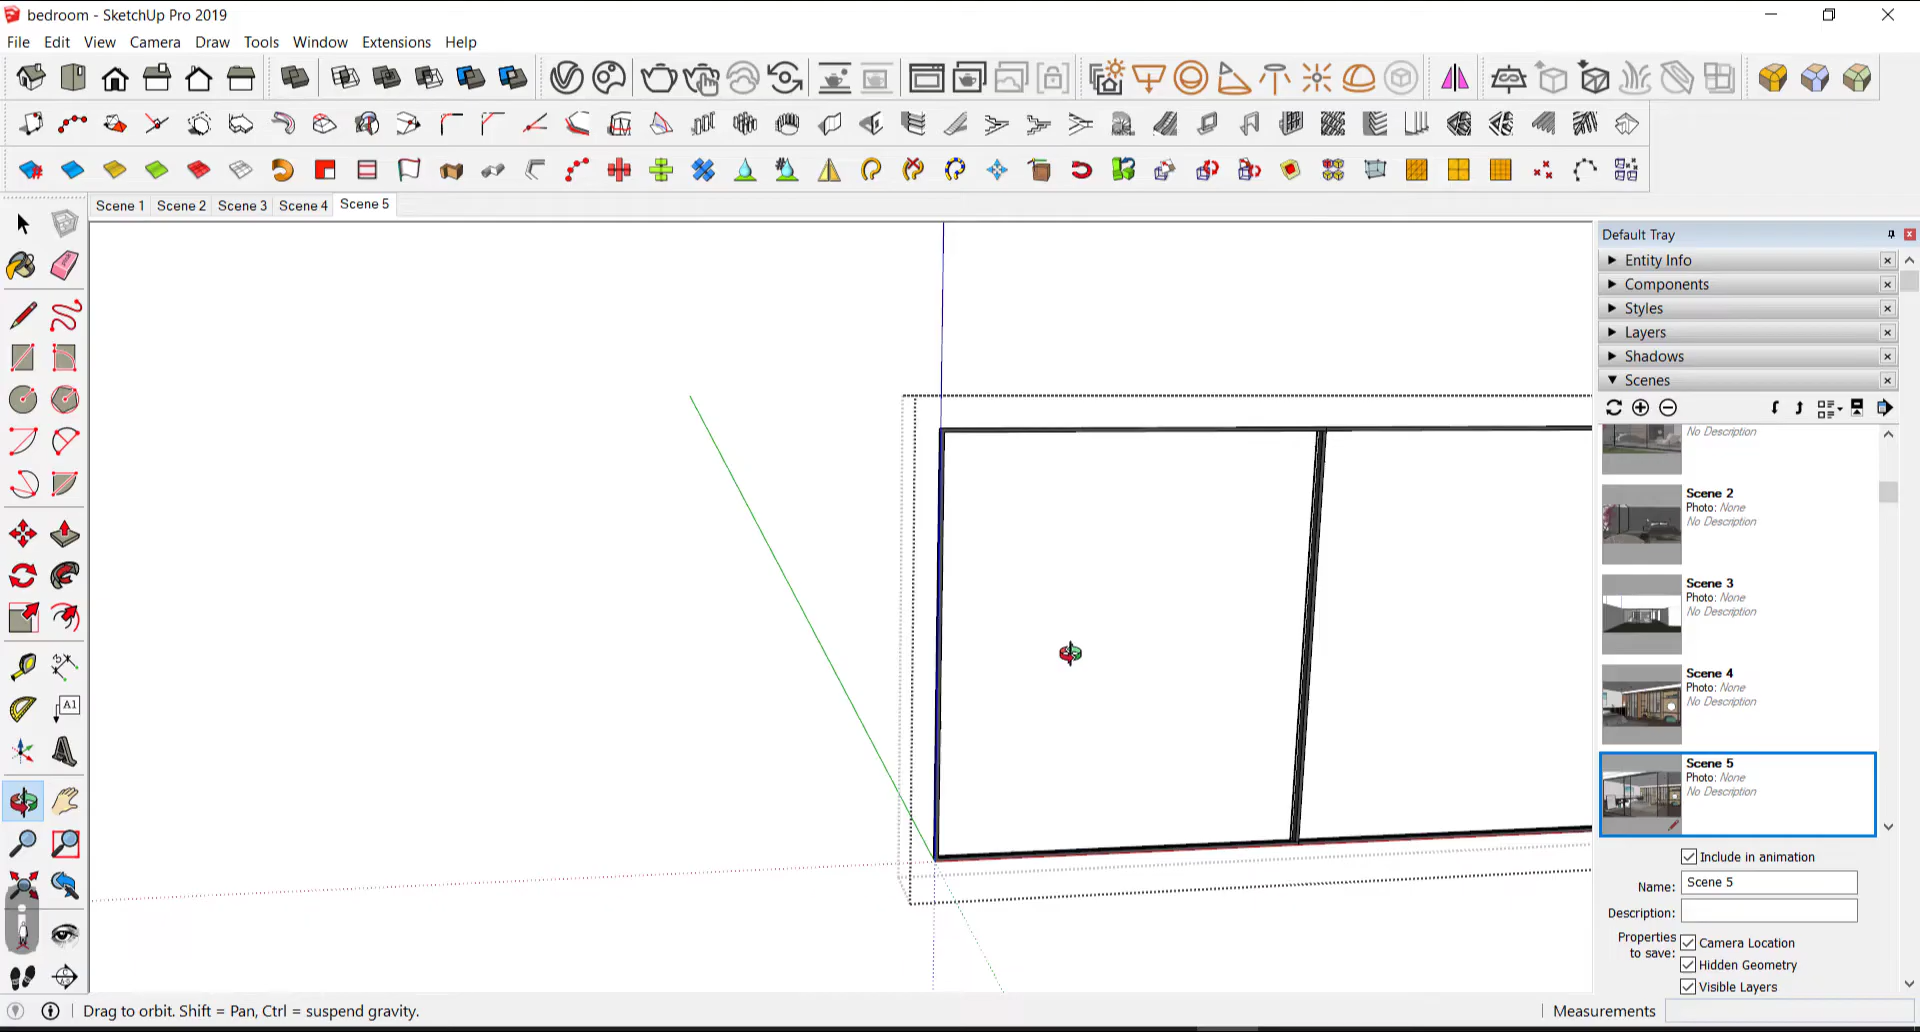 bedroom - SketchUp Pro 2019
File Edit View Camera Draw Tools Window Extensions Help
Scene 1 Scene 2 Scene 3 Scene 4 Scene 5
Default Tray
Entity Info
Components
Styles
Layers
Shadows
Scenes
No Description
Scene 2
Photo: None
No Description
Scene 3
Photo: None
No Description
Scene 4
Photo: None
No Description
Scene 5
Photo: None
No Description
Include in animation
Name: Scene 5
Description:
Properties to save:
Camera Location
Hidden Geometry
Visible Layers
A1
Drag to orbit. Shift = Pan, Ctrl = suspend gravity.
Measurements